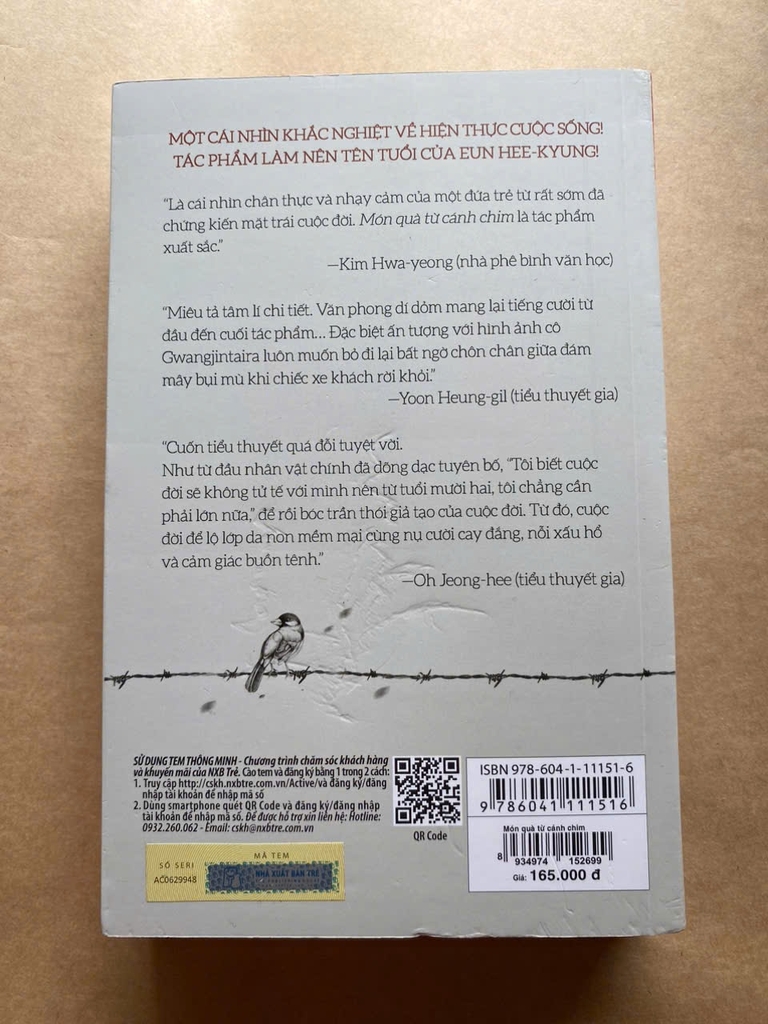 MỘT CÁI NHÌN KHẮC NGHIỆT VỀ HIỆN THỰC CUỘC SỐNG!
TÁC PHẨM LÀM NÊN TÊN TUỔI CỦA EUN HEE-KYUNG!
“Là cái nhìn chân thực và nhạy cảm của một đứa trẻ từ rất sớm đã
chứng kiến mặt trái cuộc đời. Món quà từ cánh chim là tác phẩm
xuất sắc.”
—Kim Hwa-yeong (nhà phê bình văn học)
“Miêu tả tâm lí chi tiết. Văn phong dí dỏm mang lại tiếng cười từ
đầu đến cuối tác phẩm... Đặc biệt ấn tượng với hình ảnh cô
Gwangjintaira luôn muốn bỏ đi lại bất ngờ chôn chân giữa đám
mây bụi mù khi chiếc xe khách rời khỏi.”
—Yoon Heung-gil (tiểu thuyết gia)
“Cuốn tiểu thuyết quá đỗi tuyệt vời.
Như từ đầu nhân vật chính đã dõng dạc tuyên bố, “Tôi biết cuộc
đời sẽ không tử tế với mình nên từ tuổi mười hai, tôi chẳng cần
phải lớn nữa,” để rồi bóc trần thói giả tạo của cuộc đời. Từ đó, cuộc
đời để lộ lớp da non mềm mại cùng nụ cười cay đắng, nỗi xấu hổ
và cảm giác buồn tênh.”
—Oh Jeong-hee (tiểu thuyết gia)
SỬ DỤNG TEM THÔNG MINH - Chương trình chăm sóc khách hàng
và khuyến mãi của NXB Trẻ. Cào tem và đăng ký bằng 1 trong 2 cách:
1. Truy cập http://cskh.nxbtre.com.vn/Active/và đăng ký/đăng
nhập tài khoản để nhập mã số
2. Dùng smartphone quét QR Code và đăng ký/đăng nhập
tài khoản để nhập mã số. Để được hỗ trợ xin liên hệ: Hotline:
0932.260.062 - Email: cskh@nxbtre.com.vn
QR Code
SỐ SERI
AC0629948
MÃ TEM
NHÀ XUẤT BẢN TRẺ
ISBN 978-604-1-11151-6
9 786041 111516
Món quà từ cánh chim
8 934974 152699
Giá: 165.000 đ